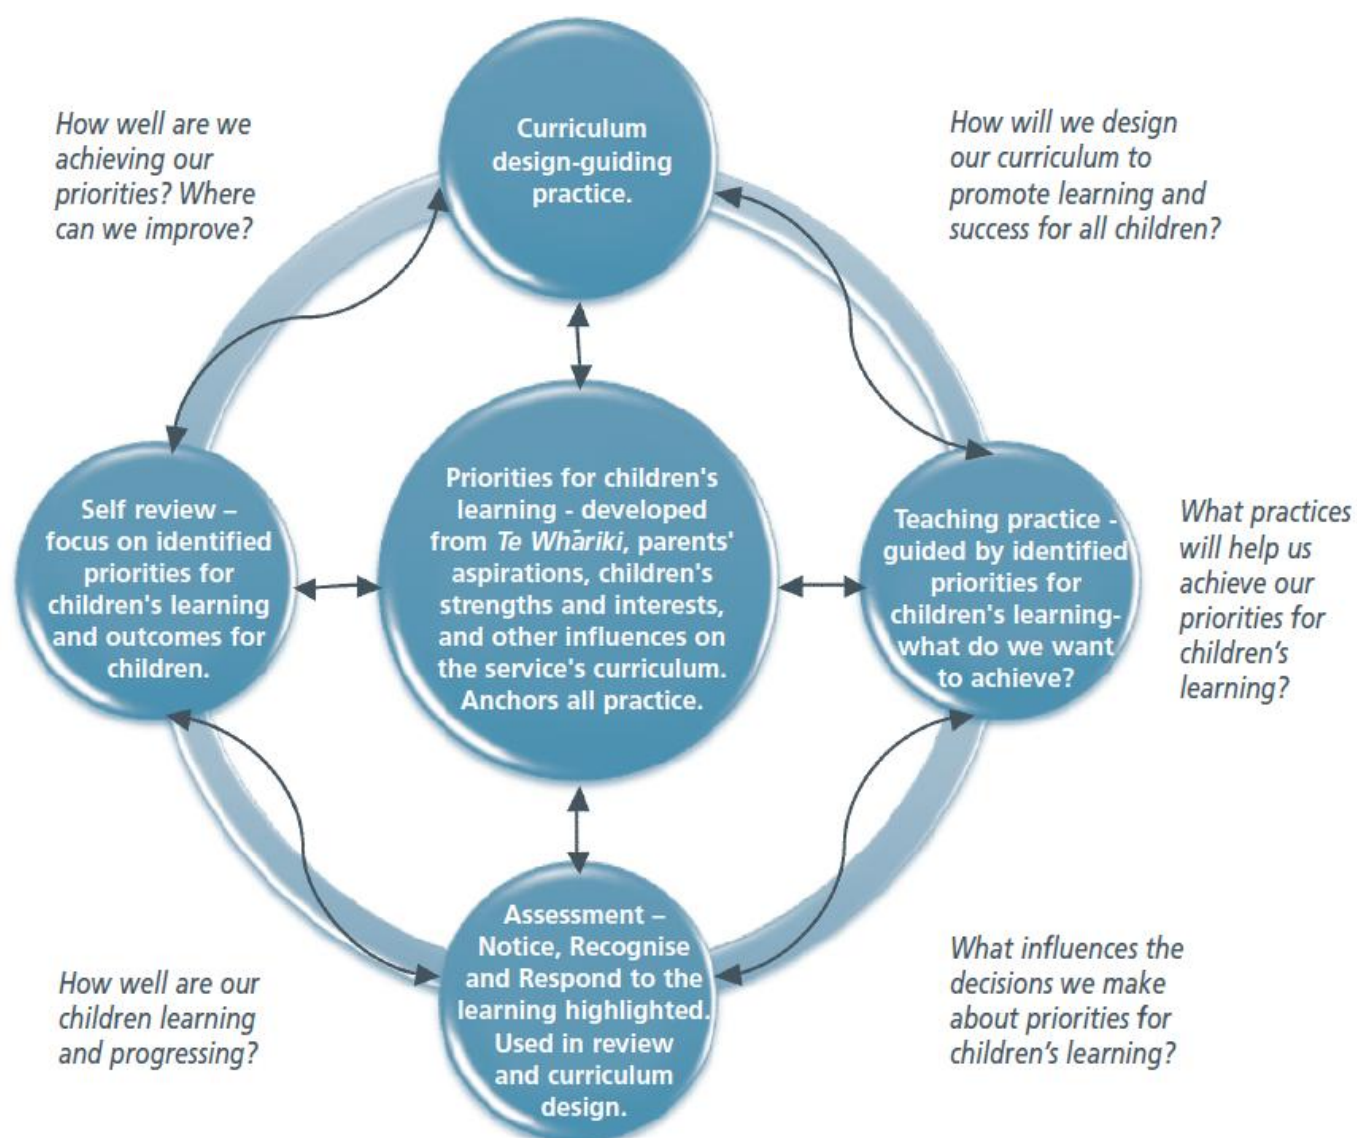 Curriculum
design-guiding
practice.
How well are we
achieving our
priorities? Where
can we improve?
How will we design
our curriculum to
promote learning and
success for all children?
Self review –
focus on identified
priorities for
children's learning
and outcomes for
children.
Priorities for children's
learning - developed
from Te Whāriki, parents'
aspirations, children's
strengths and interests,
and other influences on
the service's curriculum.
Anchors all practice.
Teaching practice -
guided by identified
priorities for
children's learning-
what do we want
to achieve?
What practices
will help us
achieve our
priorities for
children’s
learning?
Assessment –
Notice, Recognise
and Respond to the
learning highlighted.
Used in review
and curriculum
design.
How well are our
children learning
and progressing?
What influences the
decisions we make
about priorities for
children’s learning?